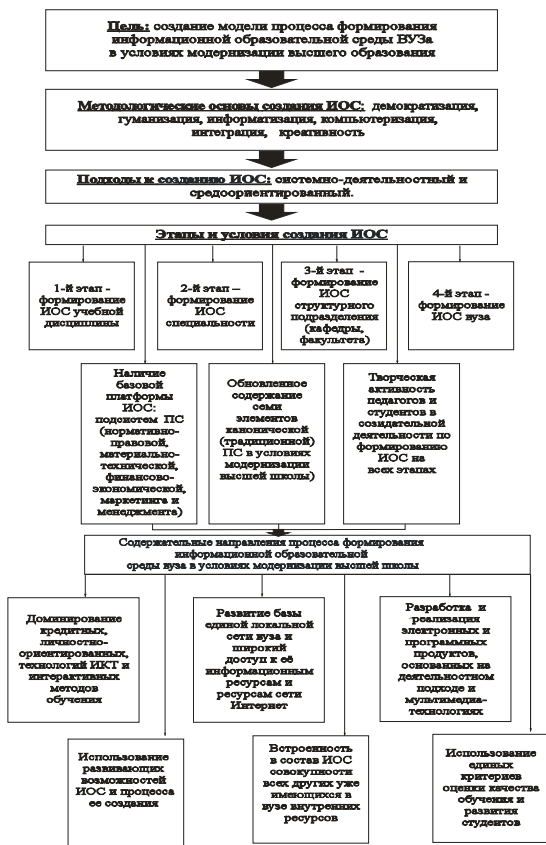 Цель: создание модели процесса формирования
информационной образовательной среды ВУЗа
в условиях модернизации высшего образования
Методологические основы создания ИОС: демократизация,
гуманизация, информатизация, компьютеризация,
интеграция, креативность
Подходы к созданию ИОС: системно-деятельностный и
средоориентированный.
Этапы и условия создания ИОС
1-й этап -
формирование
ИОС учебной
дисциплины
2-й этап –
формирование
ИОС
специальности
3-й этап -
формирование
ИОС
структурного
подразделения
(кафедры,
факультета)
4-й этап -
формирование
ИОС вуза
Наличие
базовой
платформы
ИОС:
подсистем ПС
(нормативно-
правовой,
материально-
технической,
финансово-
экономической,
маркетинга и
менеджмента)
Обновленное
содержание
семи
элементов
канонической
(традиционной)
ПС в условиях
модернизации
высшей школы)
Творческая
активность
педагогов и
студентов в
созидательной
деятельности по
формированию
ИОС на
всех этапах
Содержательные направления процесса формирования
информационной образовательной
среды вуза в условиях модернизации высшей школы
Доминирование
кредитных,
личностно-
ориентированных,
технологий ИКТ и
интерактивных
методов
обучения
Развитие базы
единой локальной
сети вуза и
широкий
доступ к её
информационным
ресурсам и
ресурсам сети
Интернет
Разработка и
реализация
электронных и
программных
продуктов,
основанных на
деятельностном
подходе и
мультимедиа-
технологиях
Использование
развивающих
возможностей
ИОС и процесса
ее создания
Встроенность
в состав ИОС
совокупности
всех других уже
имеющихся в
вузе внутренних
ресурсов
Использование
единых
критериев
оценки качества
обучения и
развития
студентов